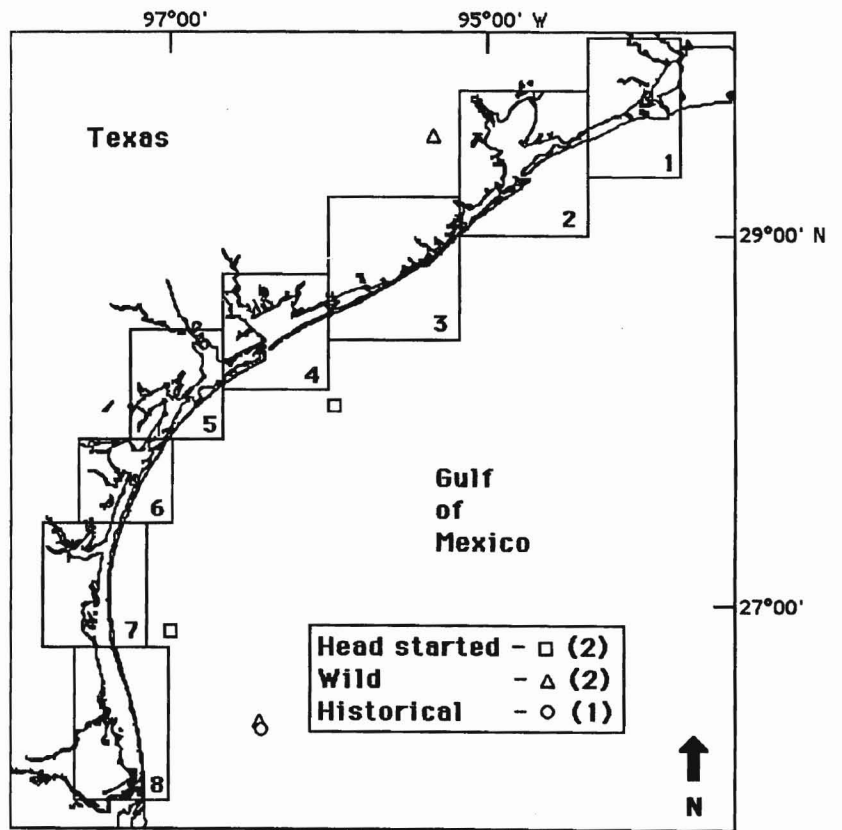 97°00' 95°00' W
Texas
1
2
29°00' N
3
4
5
Gulf
of
Mexico
6
27°00'
7
Head started - □ (2)
Wild - △ (2)
Historical - ○ (1)
8
N